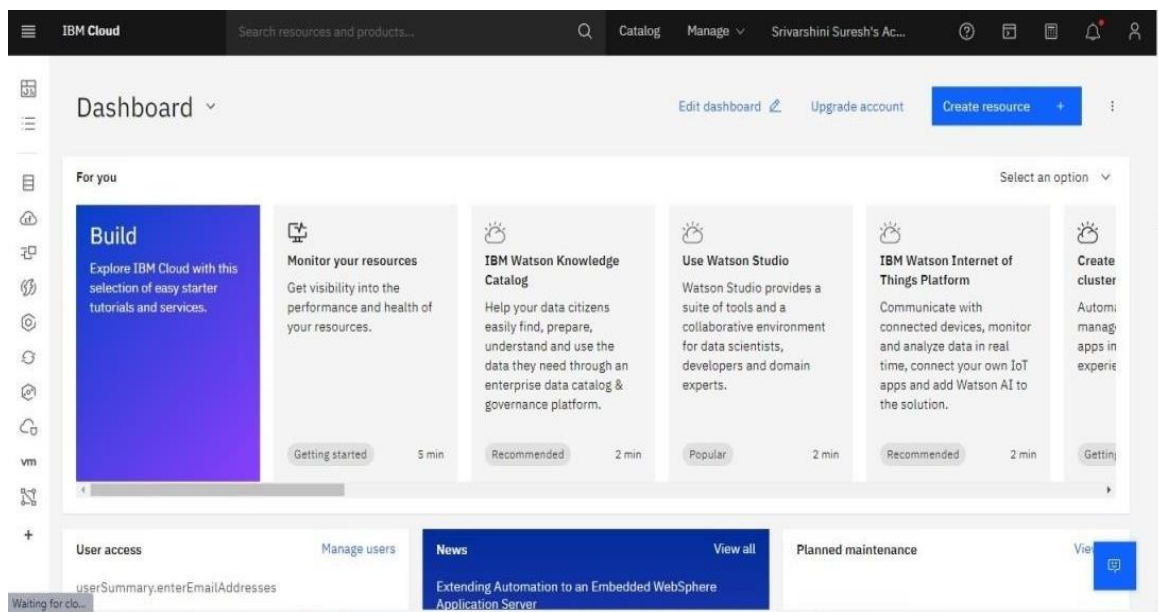 IBM Cloud
Search resources and products...
Catalog
Manage
Srivarshini Suresh's Ac...
Dashboard
Edit dashboard
Upgrade account
Create resource +
For you
Select an option
Build
Explore IBM Cloud with this
selection of easy starter
tutorials and services.
Monitor your resources
Get visibility into the
performance and health of
your resources.
Getting started
5 min
IBM Watson Knowledge
Catalog
Help your data citizens
easily find, prepare,
understand and use the
data they need through an
enterprise data catalog &
governance platform.
Recommended
2 min
Use Watson Studio
Watson Studio provides a
suite of tools and a
collaborative environment
for data scientists,
developers and domain
experts.
Popular
2 min
IBM Watson Internet of
Things Platform
Communicate with
connected devices, monitor
and analyze data in real
time, connect your own IoT
apps and add Watson AI to
the solution.
Recommended
2 min
Create
cluster
apps in
vm
User access
Manage users
userSummary.enterEmailAddresses
News
View all
Extending Automation to an Embedded WebSphere
Application Server
Planned maintenance
Waiting for clo...